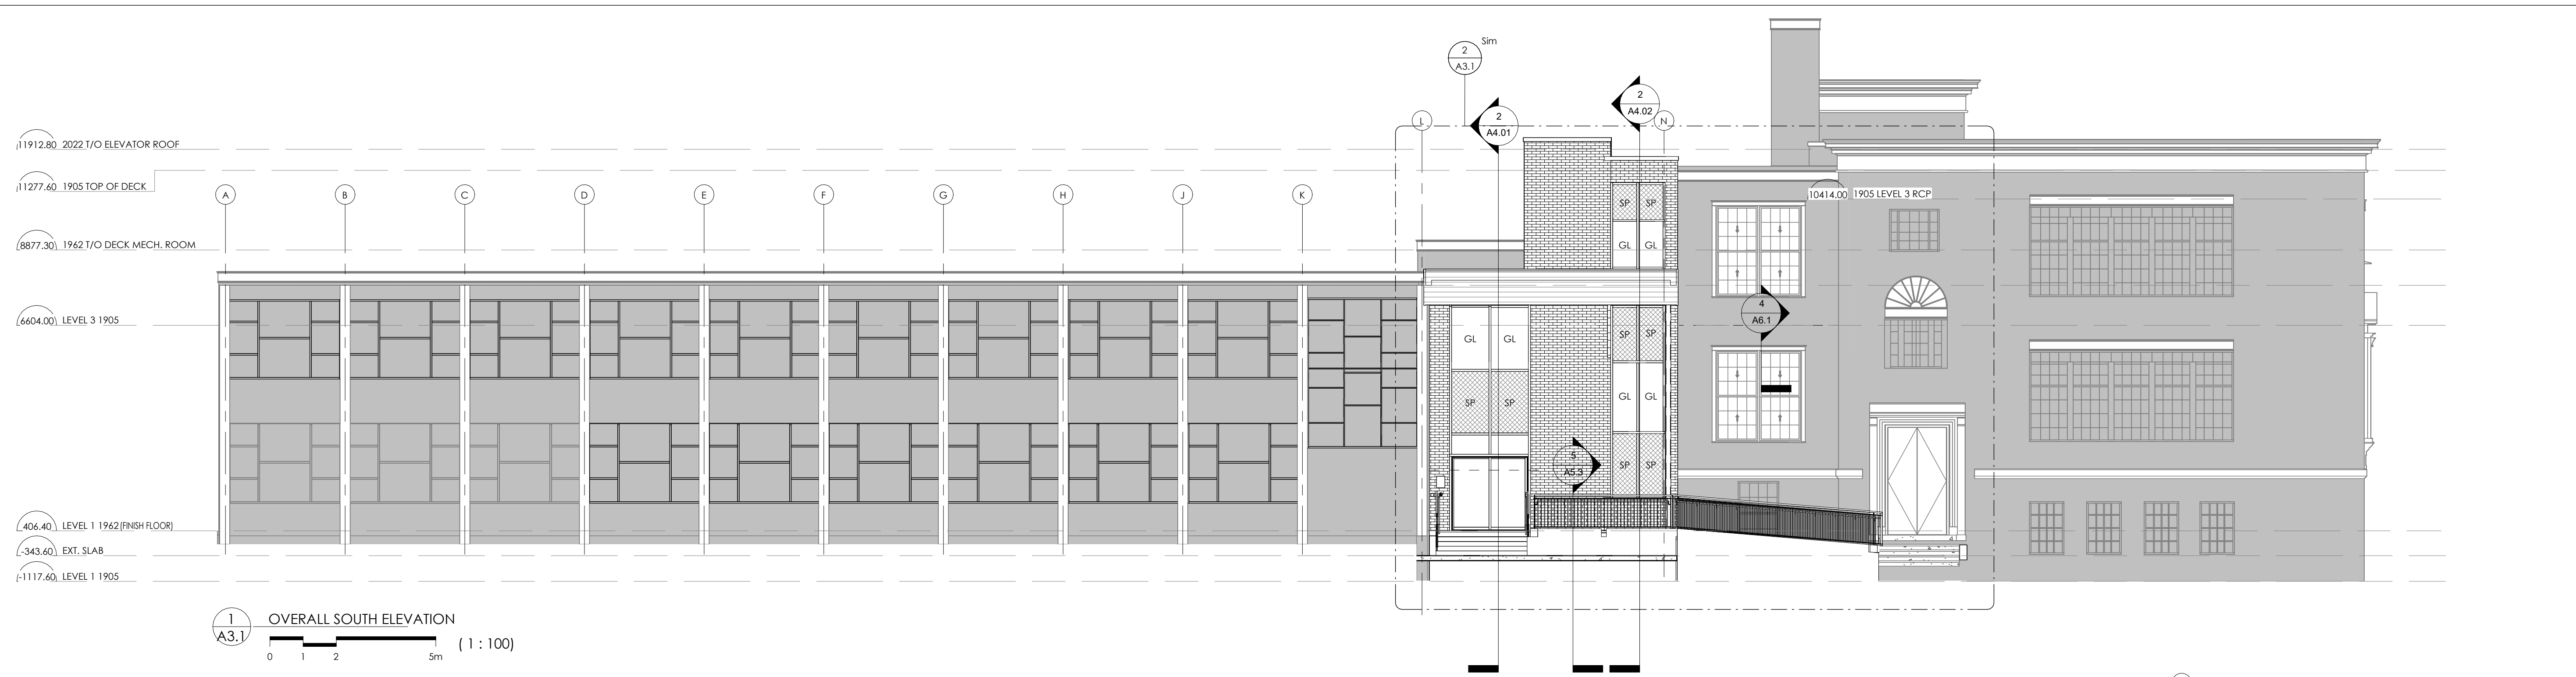 2
A3.1
Sim
2
A4.01
2
A4.02
L
N
11912.80 2022 T/O ELEVATOR ROOF
11277.60 1905 TOP OF DECK
A B C D E F G H J K
10414.00 1905 LEVEL 3 RCP
SP SP
8877.30 1962 T/O DECK MECH. ROOM
GL GL
6604.00 LEVEL 3 1905
4
A6.1
GL GL
SP SP
SP SP
GL GL
5
A5.3
SP SP
406.40 LEVEL 1 1962 (FINISH FLOOR)
-343.60 EXT. SLAB
-1117.60 LEVEL 1 1905
1
A3.1
OVERALL SOUTH ELEVATION
0 1 2 5m
( 1 : 100)